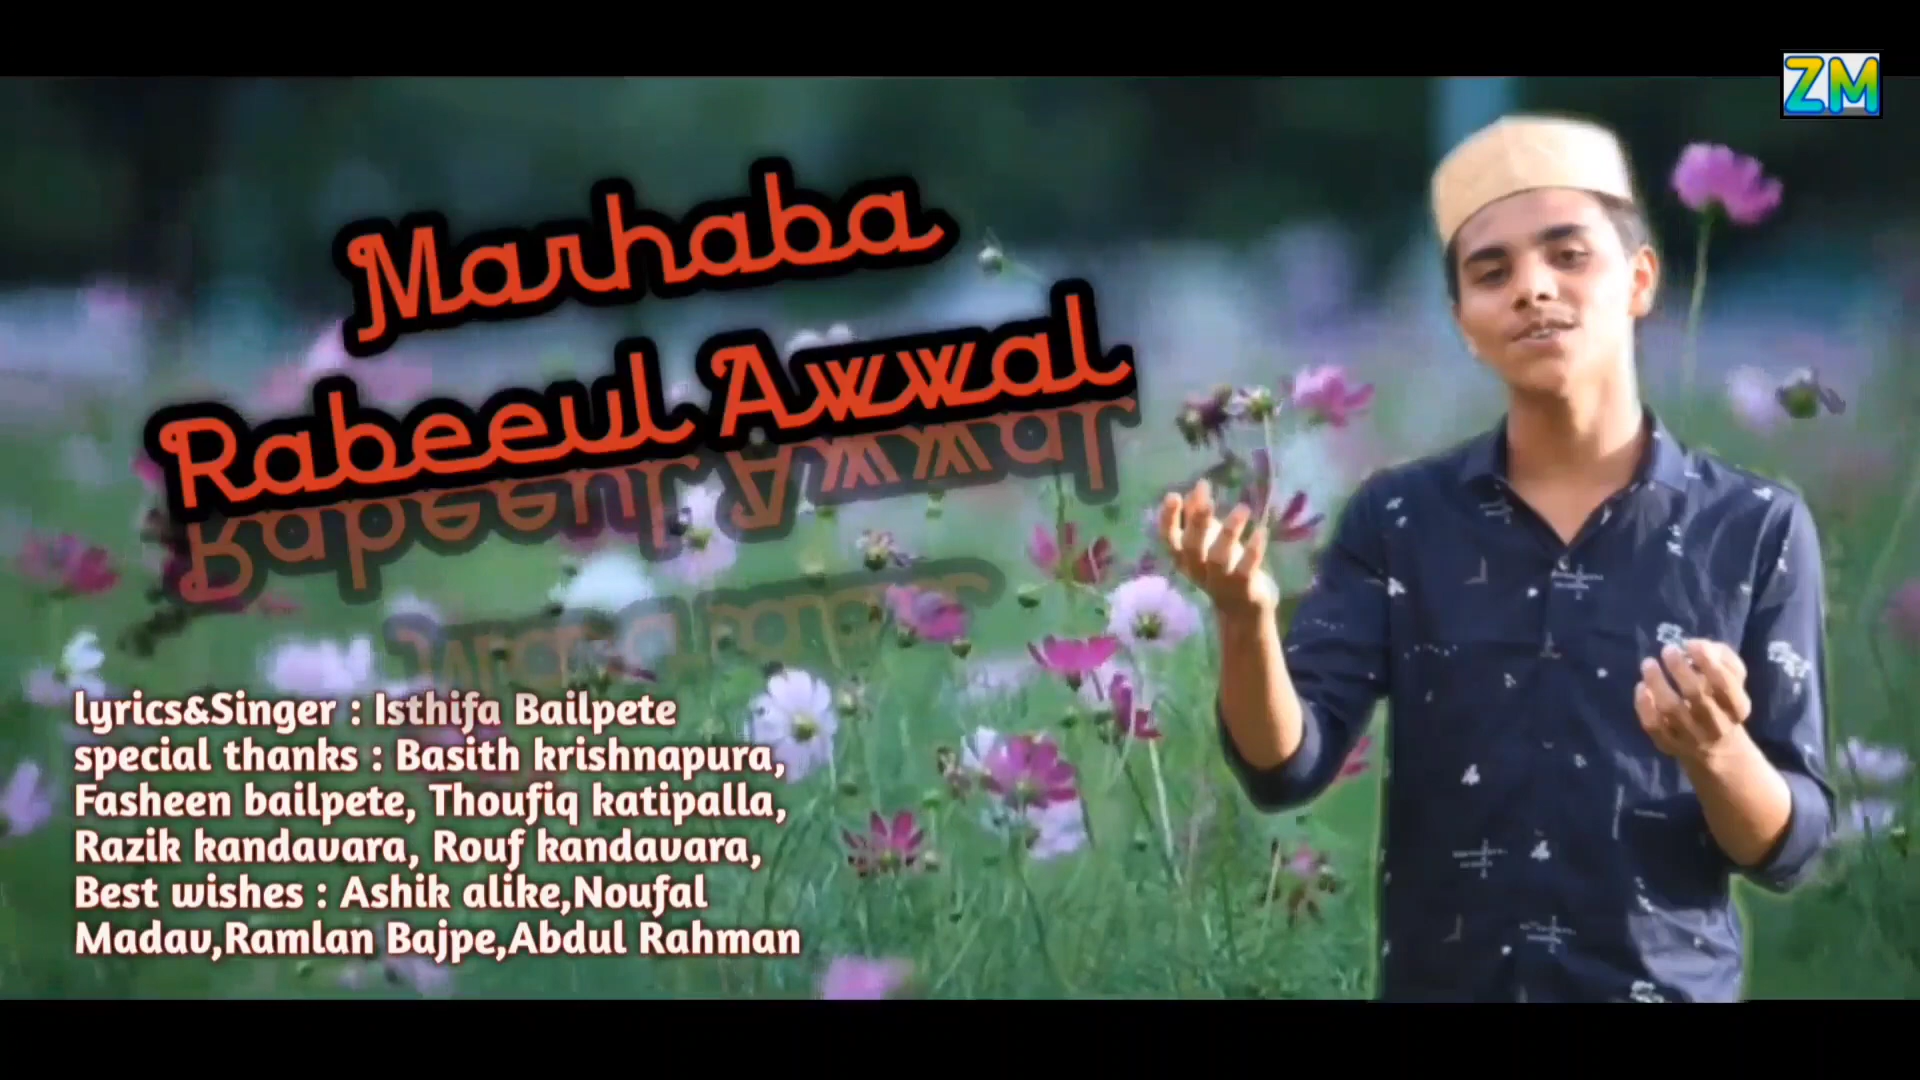 ZM
Marhaba
Rabeeul Awwal
lyrics&Singer : Isthifa Bailpete
special thanks : Basith krishnapura,
Fasheen bailpete, Thoufiq katipalla,
Razik kandavara, Rouf kandavara,
Best wishes : Ashik alike,Noufal
Madav,Ramlan Bajpe,Abdul Rahman